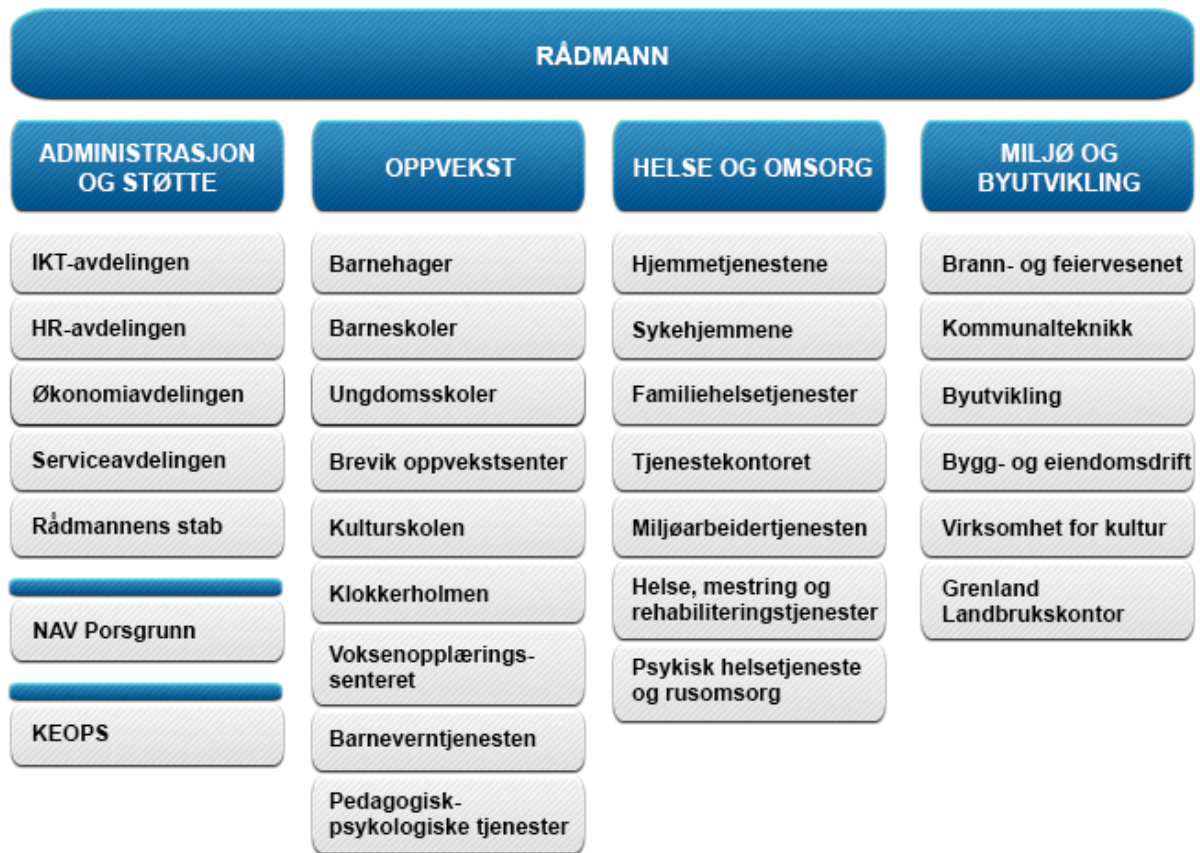 RÅDMANN
ADMINISTRASJON
OG STØTTE
IKT-avdelingen
HR-avdelingen
Økonomiavdelingen
Serviceavdelingen
Rådmannens stab
NAV Porsgrunn
KEOPS
OPPVEKST
Barnehager
Barneskoler
Ungdomsskoler
Brevik oppvekstsenter
Kulturskolen
Klokkerholmen
Voksenopplærings-
senteret
Barneverntjenesten
Pedagogisk-
psykologiske tjenester
HELSE OG OMSORG
Hjemmetjenestene
Sykehjemmene
Familiehelsetjenester
Tjenestekontoret
Miljøarbeidertjenesten
Helse, mestring og
rehabiliteringstjenester
Psykisk helsetjeneste
og rusomsorg
MILJØ OG
BYUTVIKLING
Brann- og feiervesenet
Kommunalteknikk
Byutvikling
Bygg- og eiendomsdrift
Virksomhet for kultur
Grenland
Landbrukskontor